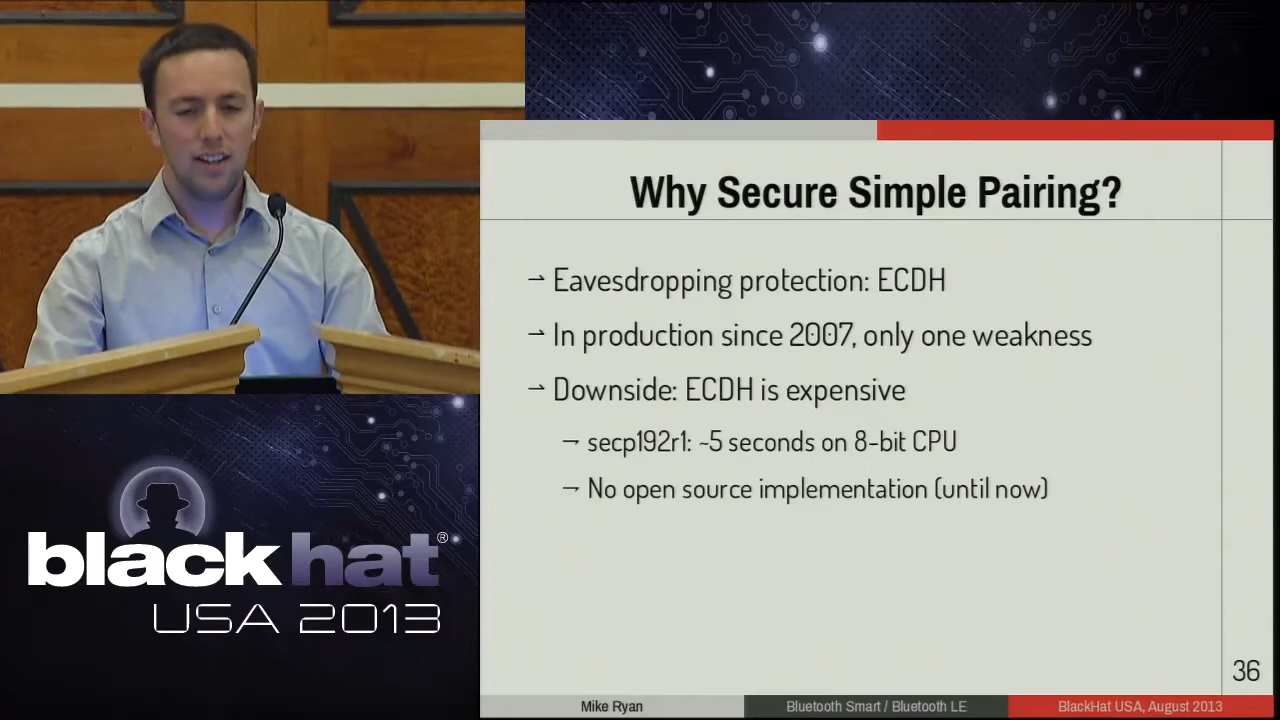 Why Secure Simple Pairing?
→ Eavesdropping protection: ECDH
→ In production since 2007, only one weakness
→ Downside: ECDH is expensive
→ secp192r1: ~5 seconds on 8-bit CPU
→ No open source implementation (until now)
36
Mike Ryan
Bluetooth Smart / Bluetooth LE
BlackHat USA, August 2013
blackhat®
USA 2013